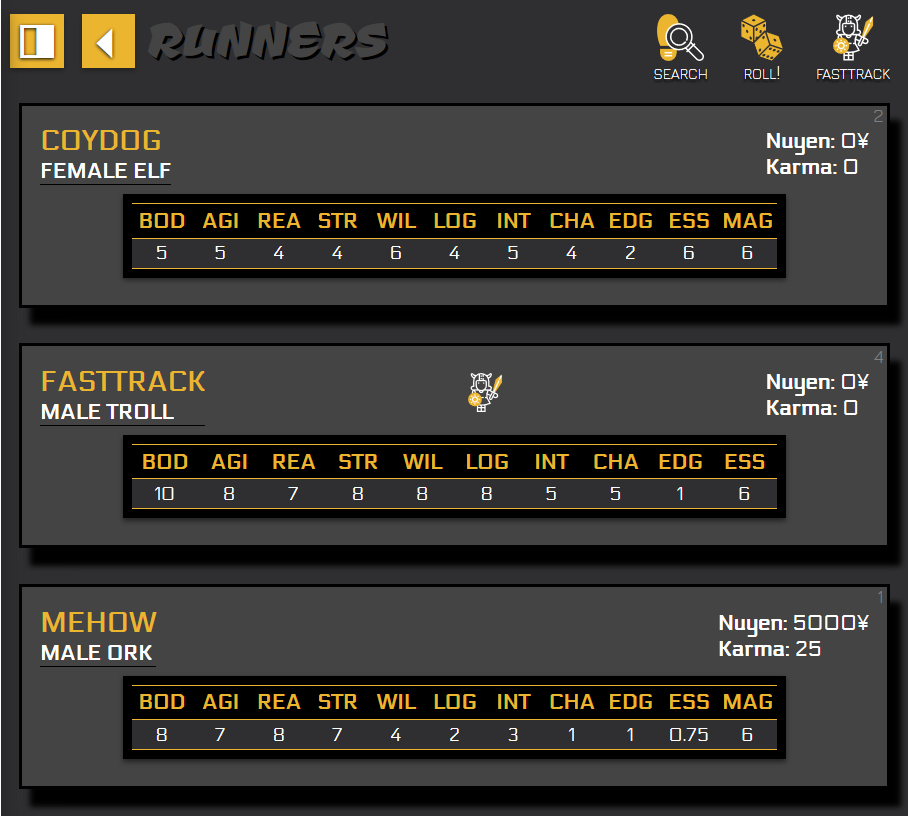 RUNNERS
SEARCH ROLL! FASTTRACK
2
COYDOG
FEMALE ELF
Nuyen: 0¥
Karma: 0
BOD AGI REA STR WIL LOG INT CHA EDG ESS MAG
5 5 4 4 6 4 5 4 2 6 6
4
FASTTRACK
MALE TROLL
Nuyen: 0¥
Karma: 0
BOD AGI REA STR WIL LOG INT CHA EDG ESS
10 8 7 8 8 8 5 5 1 6
1
MEHOW
MALE ORK
Nuyen: 5000¥
Karma: 25
BOD AGI REA STR WIL LOG INT CHA EDG ESS MAG
8 7 8 7 4 2 3 1 1 0.75 6